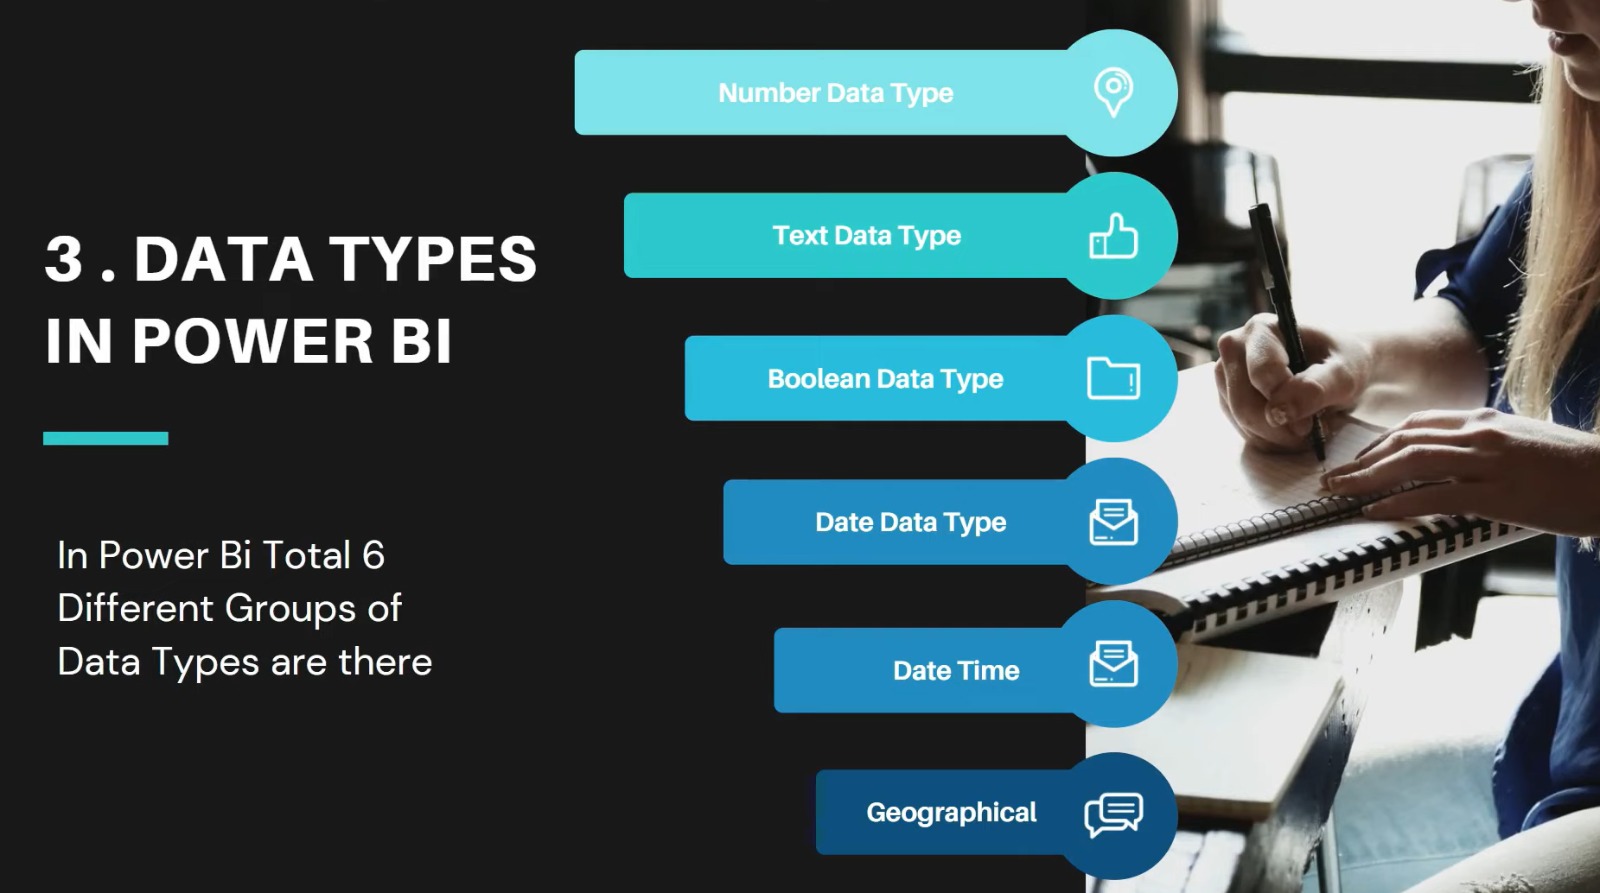 3 . DATA TYPES
IN POWER BI
In Power Bi Total 6
Different Groups of
Data Types are there
Number Data Type
Text Data Type
Boolean Data Type
Date Data Type
Date Time
Geographical